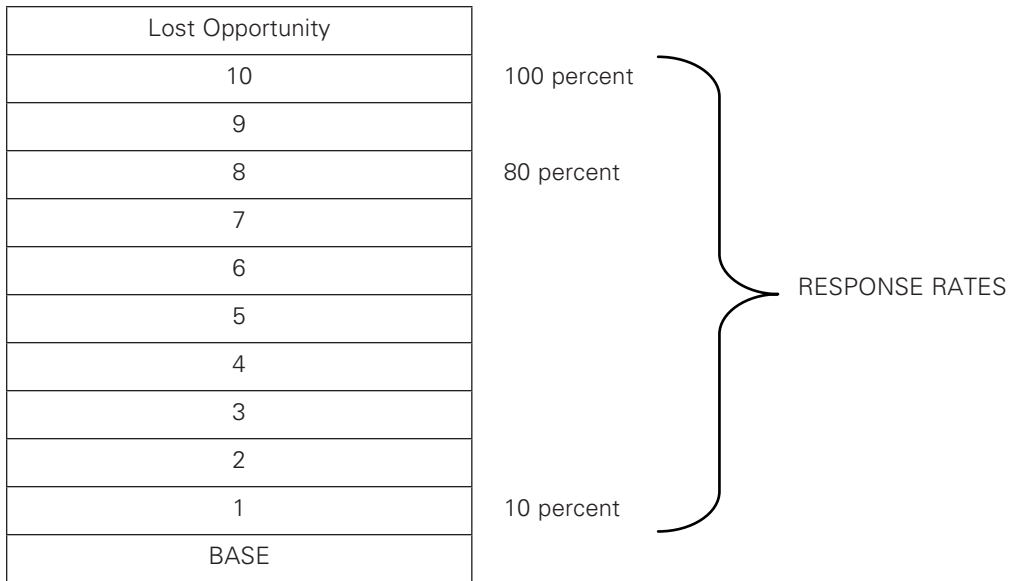 Lost Opportunity
10 100 percent
9
8 80 percent
7
6
RESPONSE RATES
5
4
3
2
1 10 percent
BASE